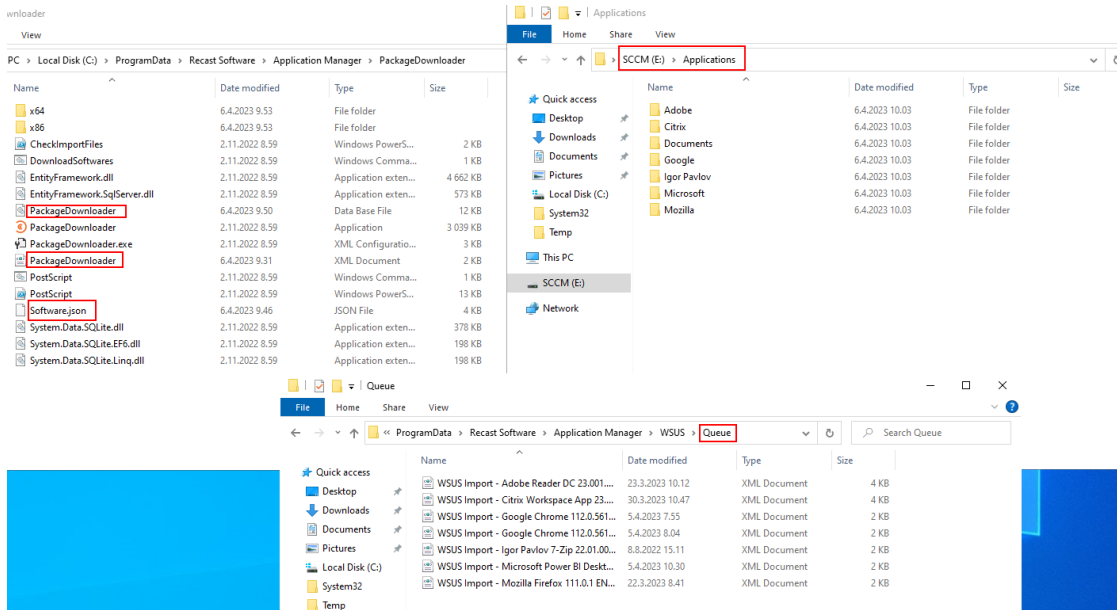 wnloader
View
PC > Local Disk (C:) > ProgramData > Recast Software > Application Manager > PackageDownloader
Name Date modified Type Size
x64 6.4.2023 9.53 File folder
x86 6.4.2023 9.53 File folder
CheckImportFiles 2.11.2022 8.59 Windows PowerS... 2 KB
DownloadSoftwares 2.11.2022 8.59 Windows Comma... 1 KB
EntityFramework.dll 2.11.2022 8.59 Application exten... 4 662 KB
EntityFramework.SqlServer.dll 2.11.2022 8.59 Application exten... 573 KB
PackageDownloader 6.4.2023 9.50 Data Base File 12 KB
PackageDownloader 2.11.2022 8.59 Application 3 039 KB
PackageDownloader.exe 2.11.2022 8.59 XML Configuratio... 3 KB
PackageDownloader 6.4.2023 9.31 XML Document 2 KB
PostScript 2.11.2022 8.59 Windows Comma... 1 KB
PostScript 2.11.2022 8.59 Windows PowerS... 13 KB
Software.json 6.4.2023 9.46 JSON File 4 KB
System.Data.SQLite.dll 2.11.2022 8.59 Application exten... 378 KB
System.Data.SQLite.EF6.dll 2.11.2022 8.59 Application exten... 198 KB
System.Data.SQLite.Linq.dll 2.11.2022 8.59 Application exten... 198 KB
Applications
File Home Share View
> SCCM (E:) > Applications
Quick access
Desktop
Downloads
Documents
Pictures
Local Disk (C:)
System32
Temp
This PC
SCCM (E:)
Network
Name Date modified Type Size
Adobe 6.4.2023 10.03 File folder
Citrix 6.4.2023 10.03 File folder
Documents 6.4.2023 10.03 File folder
Google 6.4.2023 10.03 File folder
Igor Pavlov 6.4.2023 10.03 File folder
Microsoft 6.4.2023 10.03 File folder
Mozilla 6.4.2023 10.03 File folder
Queue
File Home Share View
« ProgramData > Recast Software > Application Manager > WSUS > Queue
Search Queue
Quick access
Desktop
Downloads
Documents
Pictures
Local Disk (C:)
System32
Temp
Name Date modified Type Size
WSUS Import - Adobe Reader DC 23.001.... 23.3.2023 10.12 XML Document 4 KB
WSUS Import - Citrix Workspace App 23.... 30.3.2023 10.47 XML Document 4 KB
WSUS Import - Google Chrome 112.0.561... 5.4.2023 7.55 XML Document 2 KB
WSUS Import - Google Chrome 112.0.561... 5.4.2023 8.04 XML Document 2 KB
WSUS Import - Igor Pavlov 7-Zip 22.01.00... 8.8.2022 15.11 XML Document 2 KB
WSUS Import - Microsoft Power BI Deskt... 5.4.2023 10.30 XML Document 2 KB
WSUS Import - Mozilla Firefox 111.0.1 EN... 22.3.2023 8.41 XML Document 2 KB